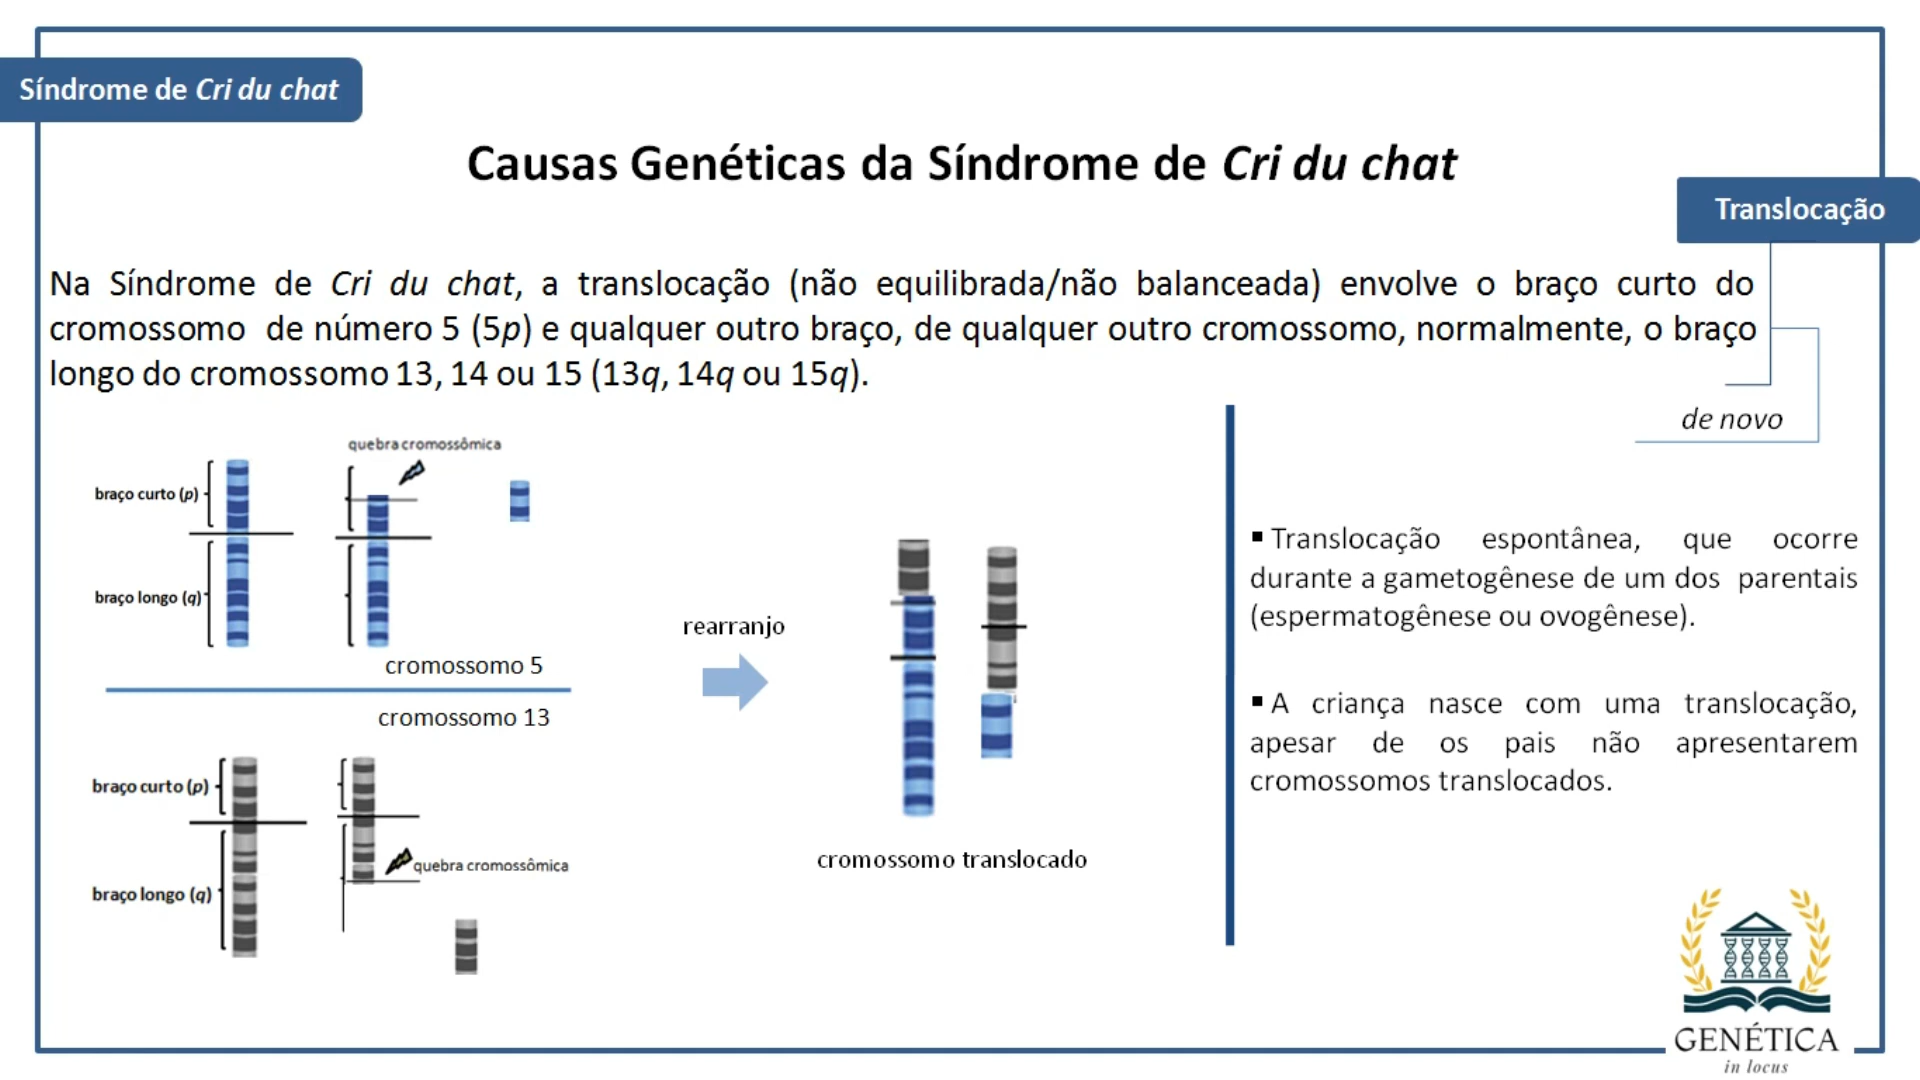 Síndrome de Cri du chat
Causas Genéticas da Síndrome de Cri du chat
Translocação
Na Síndrome de Cri du chat, a translocação (não equilibrada/não balanceada) envolve o braço curto do
cromossomo de número 5 (5p) e qualquer outro braço, de qualquer outro cromossomo, normalmente, o braço
longo do cromossomo 13, 14 ou 15 (13q, 14q ou 15q).
de novo
quebra cromossômica
braço curto (p)
braço longo (q)
cromossomo 5
cromossomo 13
braço curto (p)
quebra cromossômica
braço longo (q)
rearranjo
cromossomo translocado
▪ Translocação espontânea, que ocorre
durante a gametogênese de um dos parentais
(espermatogênese ou ovogênese).
▪ A criança nasce com uma translocação,
apesar de os pais não apresentarem
cromossomos translocados.
GENÉTICA
in locus